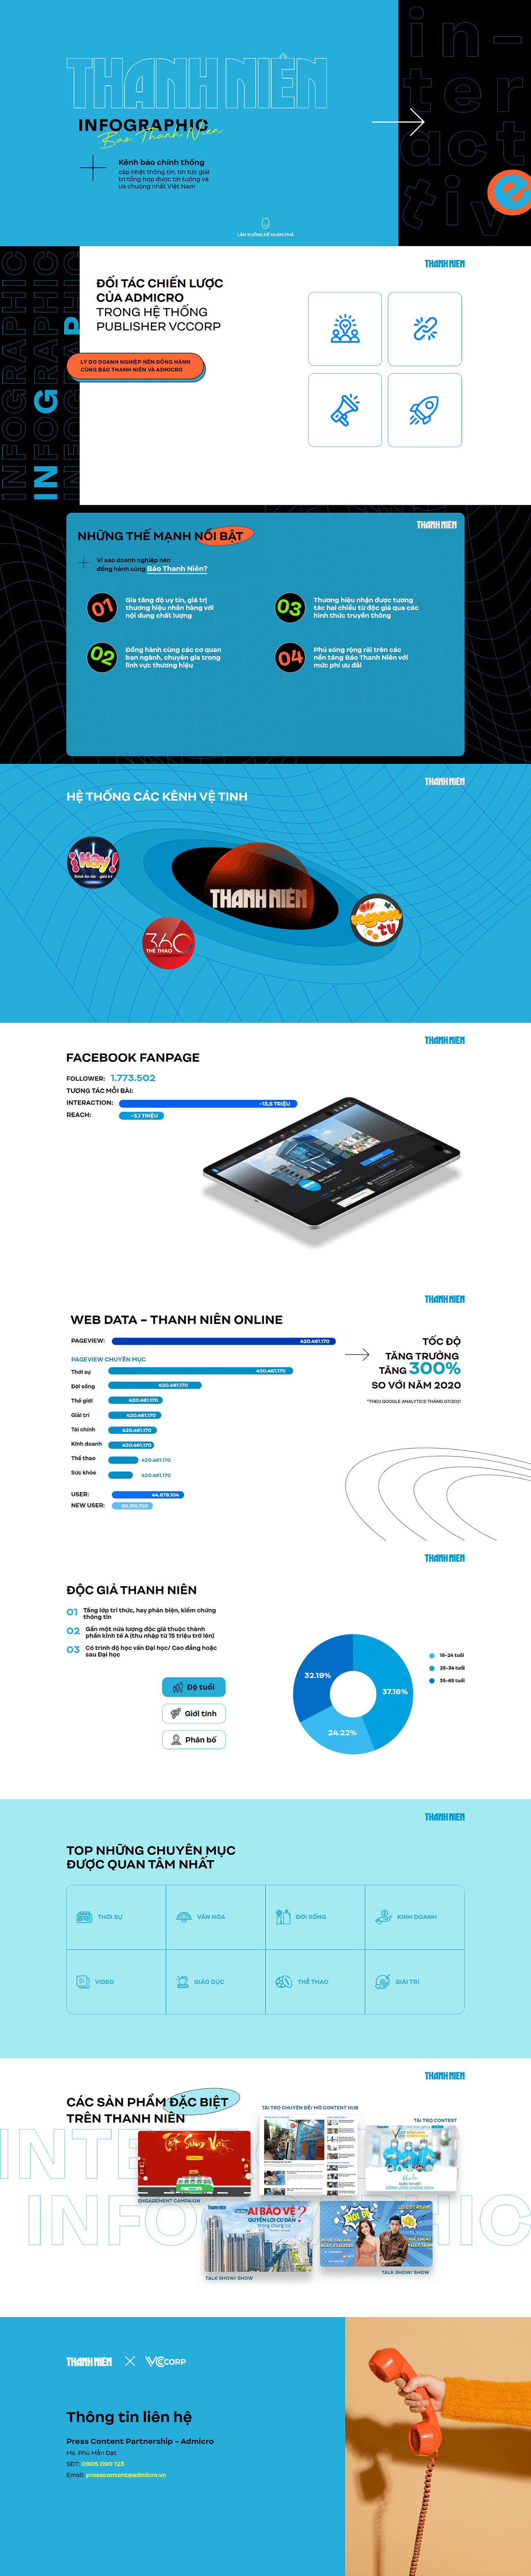 THANH NIÊN
INFOGRAPHIC
Báo Thanh Niên
Kênh báo chính thống
cập nhật thông tin, tin tức giải
trí tổng hợp được tin tưởng và
ưa chuộng nhất Việt Nam
LĂN XUỐNG ĐỂ KHÁM PHÁ
in-
ter
act
tive
e
THANH NIÊN
INFOGRAPHIC
INFOGRAPHIC
INFOGRAPHIC
ĐỐI TÁC CHIẾN LƯỢC
CỦA ADMICRO
TRONG HỆ THỐNG
PUBLISHER VCCORP
LÝ DO DOANH NGHIỆP NÊN ĐỒNG HÀNH
CÙNG BÁO THANH NIÊN VÀ ADMICRO
THANH NIÊN
NHỮNG THẾ MẠNH NỔI BẬT
Vì sao doanh nghiệp nên
đồng hành cùng Báo Thanh Niên?
01
Gia tăng độ uy tín, giá trị
thương hiệu nhãn hàng với
nội dung chất lượng
03
Thương hiệu nhận được tương
tác hai chiều từ độc giả qua các
hình thức truyền thông
02
Đồng hành cùng các cơ quan
ban ngành, chuyên gia trong
lĩnh vực thương hiệu
04
Phủ sóng rộng rãi trên các
nền tảng Báo Thanh Niên với
mức phí ưu đãi
THANH NIÊN
HỆ THỐNG CÁC KÊNH VỆ TINH
iHay!
THANH NIÊN
360
THỂ THAO
ngon
tu
THANH NIÊN
FACEBOOK FANPAGE
FOLLOWER: 1.773.502
TƯƠNG TÁC MỖI BÀI:
INTERACTION: ~13,5 TRIỆU
REACH: ~3,1 TRIỆU
THANH NIÊN
WEB DATA – THANH NIÊN ONLINE
PAGEVIEW: 420.461.170
PAGEVIEW CHUYÊN MỤC
Thời sự 420.461.170
Đời sống 420.461.170
Thế giới 420.461.170
Giải trí 420.461.170
Tài chính 420.461.170
Kinh doanh 420.461.170
Thể thao 420.461.170
Sức khỏe 420.461.170
USER: 44.879.104
NEW USER: 30.315.705
TỐC ĐỘ
TĂNG TRƯỞNG
TĂNG 300%
SO VỚI NĂM 2020
*THEO GOOGLE ANALYTICS THÁNG 07/2021
THANH NIÊN
ĐỘC GIẢ THANH NIÊN
01 Tầng lớp trí thức, hay phản biện, kiểm chứng
thông tin
02 Gần một nửa lượng độc giả thuộc thành
phần kinh tế A (thu nhập từ 15 triệu trở lên)
03 Có trình độ học vấn Đại học/ Cao đẳng hoặc
sau Đại học
Độ tuổi
Giới tính
Phân bố
32.19%
37.16%
24.22%
18-24 tuổi
25-34 tuổi
35-65 tuổi
THANH NIÊN
TOP NHỮNG CHUYÊN MỤC
ĐƯỢC QUAN TÂM NHẤT
THỜI SỰ
VĂN HÓA
ĐỜI SỐNG
KINH DOANH
VIDEO
GIÁO DỤC
THỂ THAO
GIẢI TRÍ
THANH NIÊN
CÁC SẢN PHẨM ĐẶC BIỆT
TRÊN THANH NIÊN
TÀI TRỢ CHUYÊN ĐỀ/ MỞ CONTENT HUB
TÀI TRỢ CONTEST
ENGAGEMENT CAMPAIGN
AI BẢO VỆ
QUYỀN LỢI CƯ DÂN
trong chung cư
?
NÓI ĐI
LIVESTREAM
TALK SHOW/ SHOW
TALK SHOW/ SHOW
THANH NIÊN
VCCORP
Thông tin liên hệ
Press Content Partnership – Admicro
Ms. Phù Mẫn Đạt
SĐT: 0905 090 123
Email: presscontent@admicro.vn